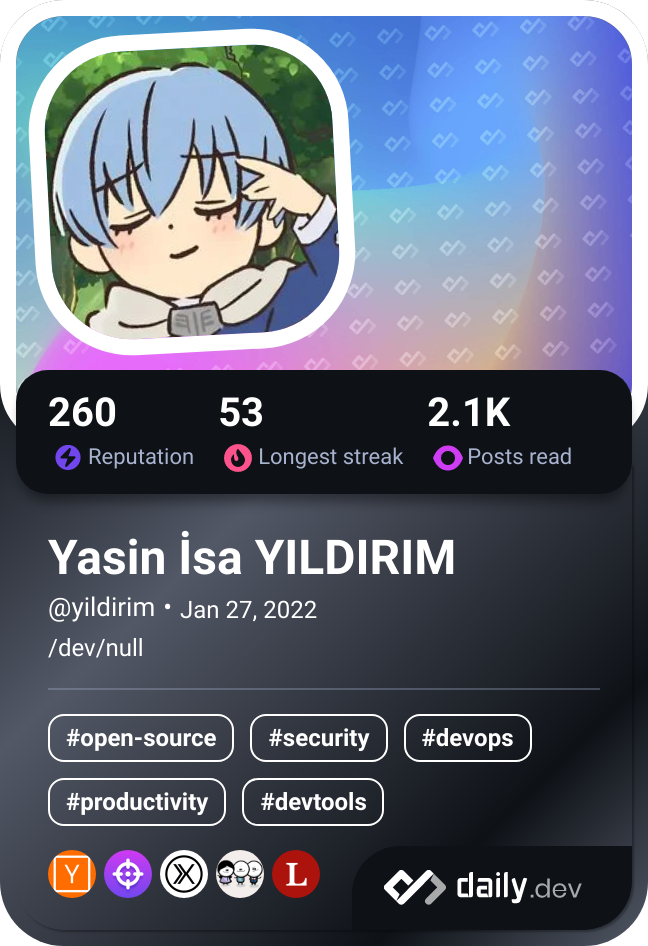 260 53 2.1K
Reputation Longest streak Posts read
Yasin İsa YILDIRIM
@yildirim • Jan 27, 2022
/dev/null
#open-source #security #devops
#productivity #devtools
Y X L daily.dev